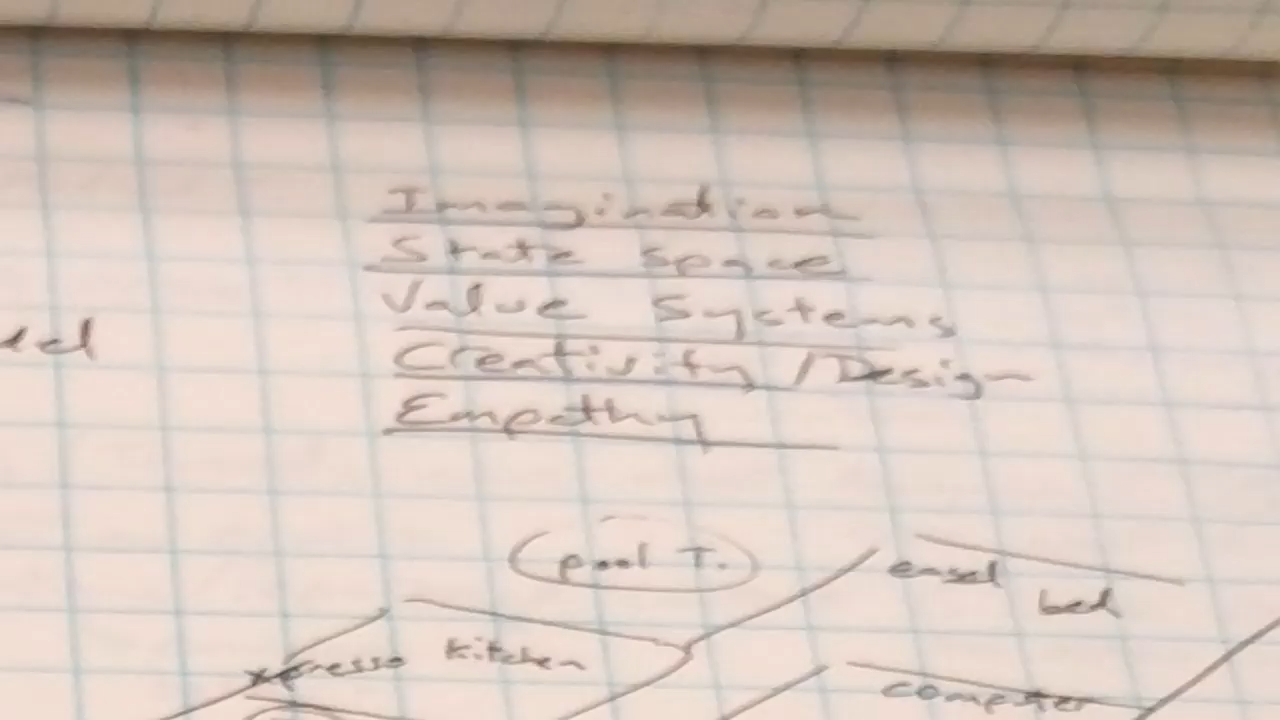 Imagination
State space
Value Systems
Creativity / Design
Empathy
pool T.
easel
bed
xpresso kitchen
computer